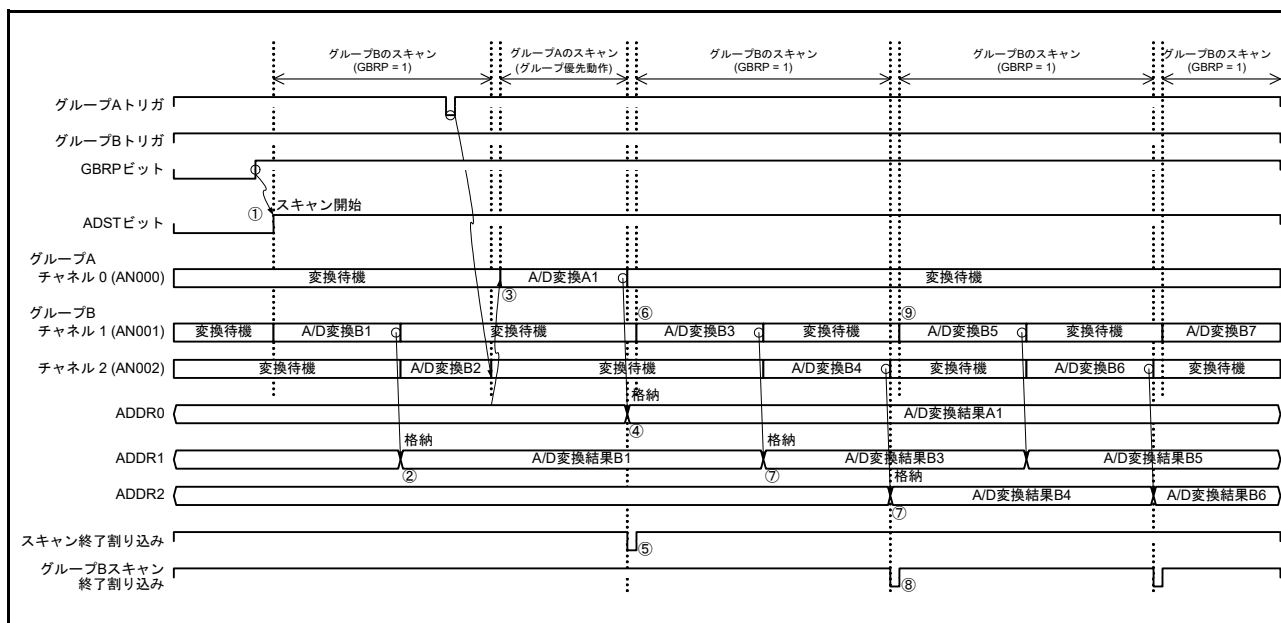 グループBのスキャン
(GBRP = 1)
グループAのスキャン
(グループ優先動作)
グループBのスキャン
(GBRP = 1)
グループBのスキャン
(GBRP = 1)
グループBのスキャン
(GBRP = 1)
グループAトリガ
グループBトリガ
GBRPビット
①
スキャン開始
ADSTビット
グループA
チャネル 0 (AN000)
変換待機
A/D変換A1
変換待機
③
グループB
⑥
⑨
チャネル 1 (AN001)
変換待機
A/D変換B1
変換待機
A/D変換B3
変換待機
A/D変換B5
変換待機
A/D変換B7
チャネル 2 (AN002)
変換待機
A/D変換B2
変換待機
A/D変換B4
変換待機
A/D変換B6
変換待機
格納
ADDR0
A/D変換結果A1
④
格納
格納
ADDR1
A/D変換結果B1
A/D変換結果B3
A/D変換結果B5
②
⑦
格納
ADDR2
A/D変換結果B4
A/D変換結果B6
⑦
スキャン終了割り込み
⑤
グループBスキャン
終了割り込み
⑧